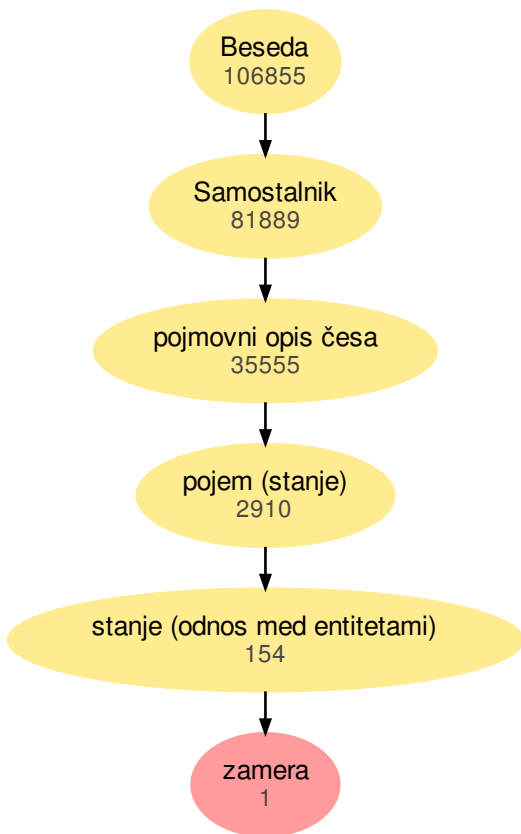 Beseda
106855
Samostalnik
81889
pojmovni opis česa
35555
pojem (stanje)
2910
stanje (odnos med entitetami)
154
zamera
1